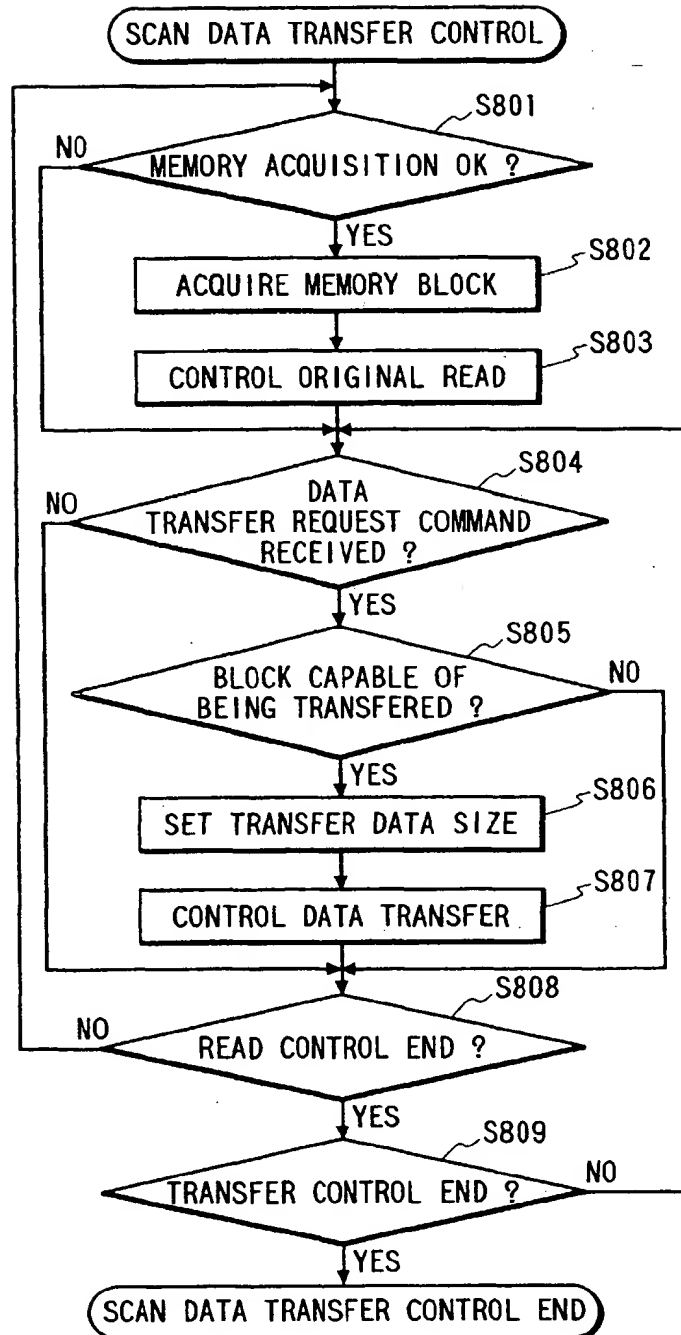 SCAN DATA TRANSFER CONTROL
S801
NO
MEMORY ACQUISITION OK ?
YES
S802
ACQUIRE MEMORY BLOCK
S803
CONTROL ORIGINAL READ
S804
NO
DATA
TRANSFER REQUEST COMMAND
RECEIVED ?
YES
S805
BLOCK CAPABLE OF
BEING TRANSFERED ?
NO
YES
S806
SET TRANSFER DATA SIZE
S807
CONTROL DATA TRANSFER
S808
NO
READ CONTROL END ?
YES
S809
TRANSFER CONTROL END ?
NO
YES
SCAN DATA TRANSFER CONTROL END